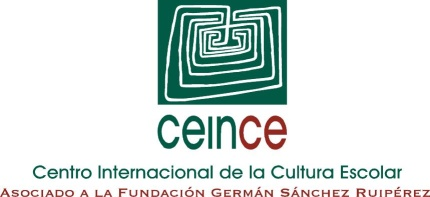 ceince
Centro Internacional de la Cultura Escolar
Asociado a la Fundación Germán Sánchez Ruipérez